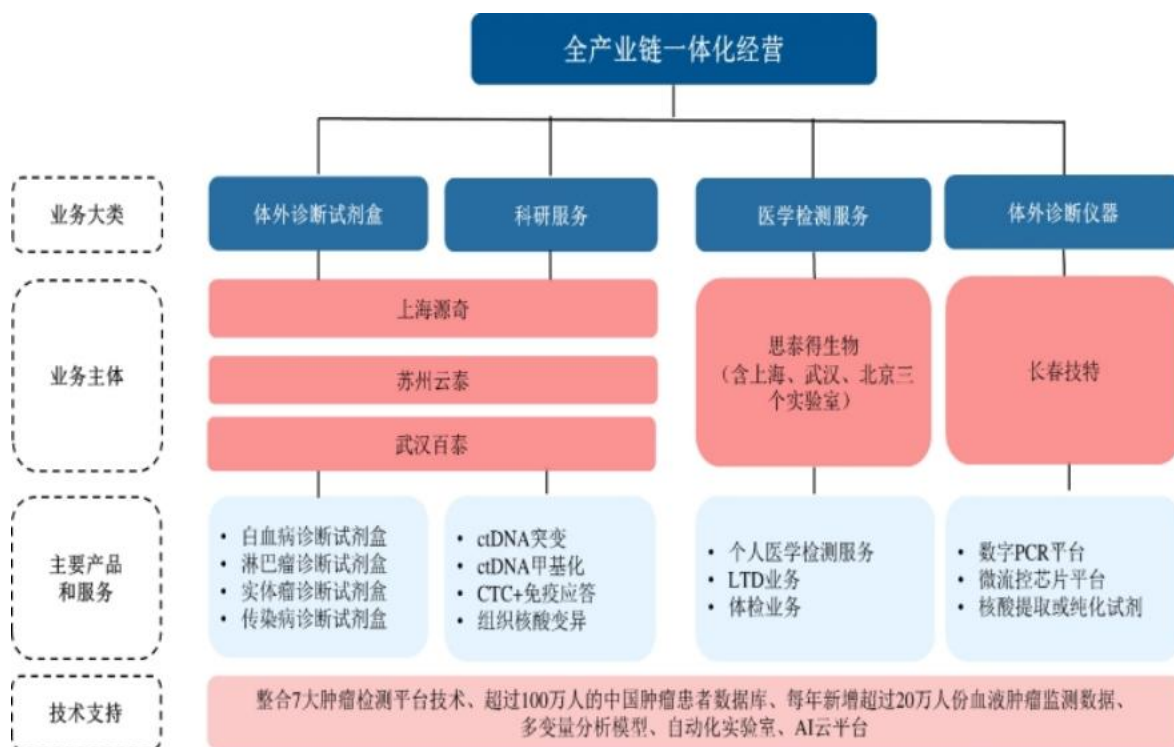 全产业链一体化经营
业务大类
体外诊断试剂盒
科研服务
医学检测服务
体外诊断仪器
业务主体
上海源奇
苏州云泰
武汉百泰
思泰得生物
（含上海、武汉、北京三
个实验室）
长春技特
主要产品
和服务
• 白血病诊断试剂盒
• 淋巴瘤诊断试剂盒
• 实体瘤诊断试剂盒
• 传染病诊断试剂盒
• ctDNA突变
• ctDNA甲基化
• CTC+免疫应答
• 组织核酸变异
• 个人医学检测服务
• LTD业务
• 体检业务
• 数字PCR平台
• 微流控芯片平台
• 核酸提取或纯化试剂
技术支持
整合7大肿瘤检测平台技术、超过100万人的中国肿瘤患者数据库、每年新增超过20万人份血液肿瘤监测数据、
多变量分析模型、自动化实验室、AI云平台